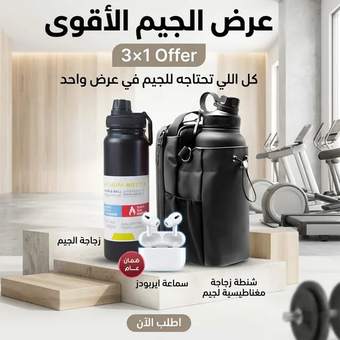 عرض الجيم الأقوى
3×1 Offer
كل اللي تحتاجه للجيم في عرض واحد
زجاجة الجيم
ضمان
عام
سماعة ايربودز
شنطة زجاجة
مغناطيسية لجيم
اطلب الآن